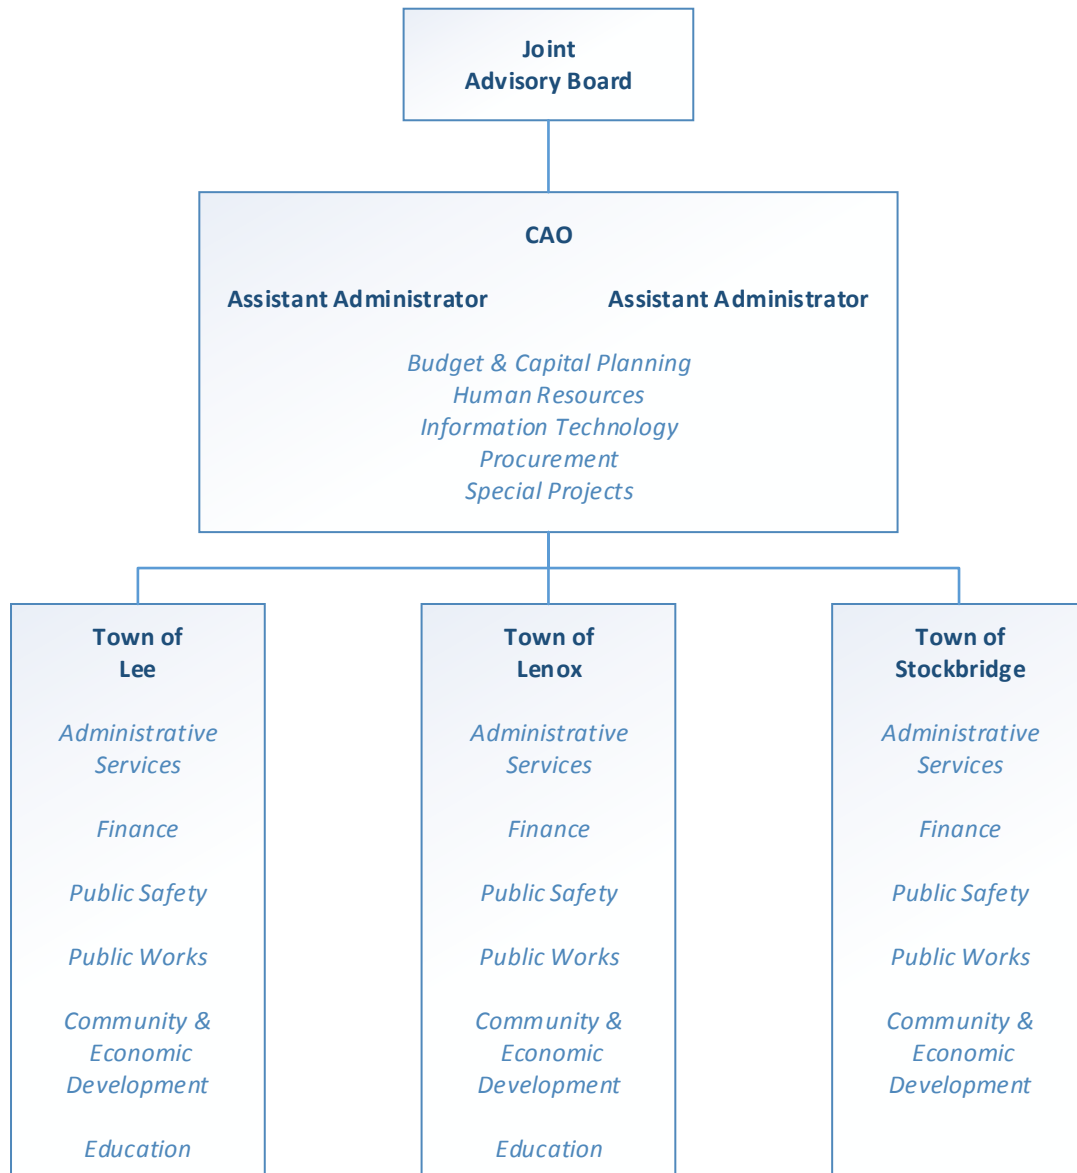 Joint
Advisory Board
CAO
Assistant Administrator
Assistant Administrator
Budget & Capital Planning
Human Resources
Information Technology
Procurement
Special Projects
Town of
Lee
Administrative
Services
Finance
Public Safety
Public Works
Community &
Economic
Development
Education
Town of
Lenox
Administrative
Services
Finance
Public Safety
Public Works
Community &
Economic
Development
Education
Town of
Stockbridge
Administrative
Services
Finance
Public Safety
Public Works
Community &
Economic
Development